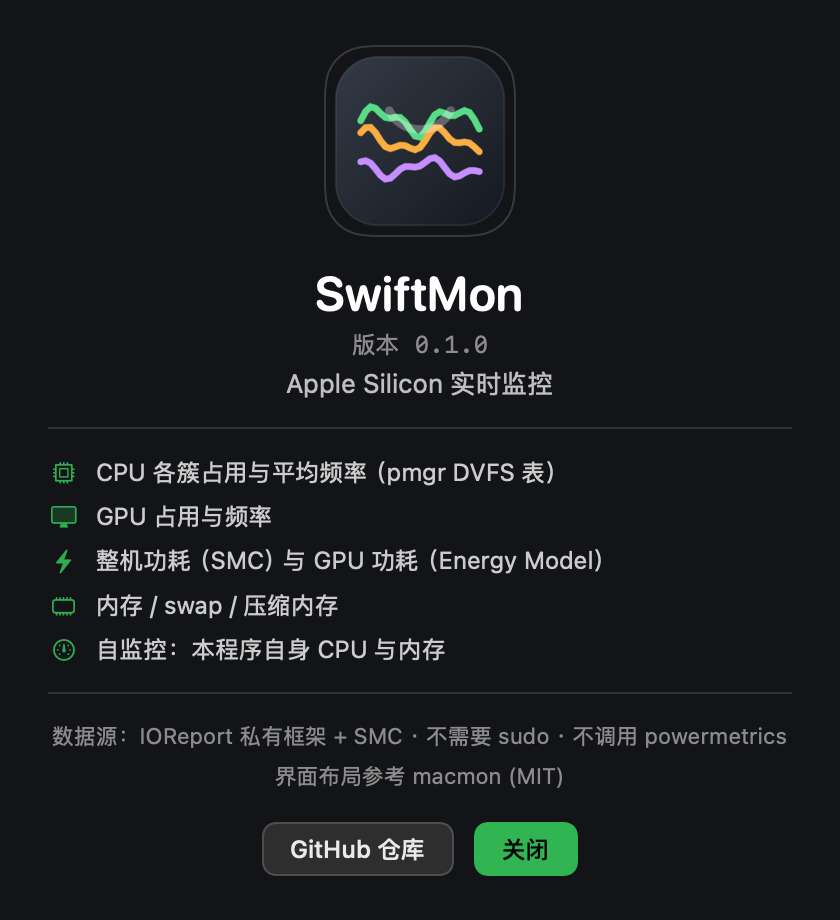 SwiftMon
版本 0.1.0
Apple Silicon 实时监控
CPU 各簇占用与平均频率（pmgr DVFS 表）
GPU 占用与频率
整机功耗（SMC）与 GPU 功耗（Energy Model）
内存 / swap / 压缩内存
自监控：本程序自身 CPU 与内存
数据源：IOReport 私有框架 + SMC · 不需要 sudo · 不调用 powermetrics
界面布局参考 macmon (MIT)
GitHub 仓库
关闭